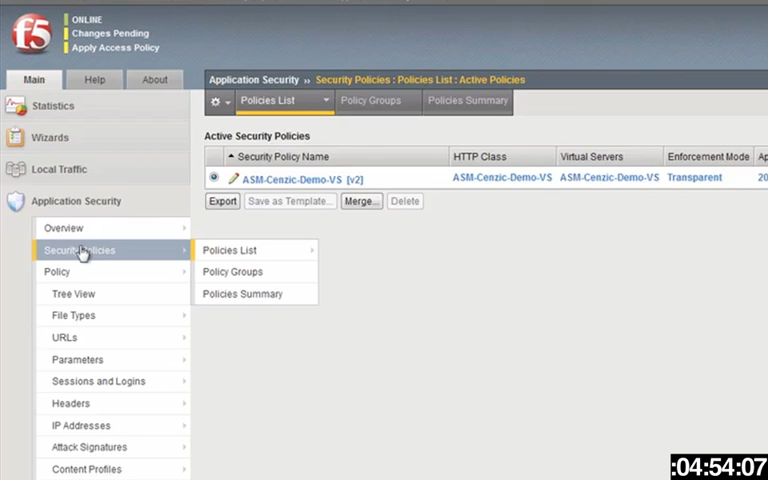 f5
ONLINE
Changes Pending
Apply Access Policy
Main Help About
Application Security » Security Policies : Policies List : Active Policies
Policies List Policy Groups Policies Summary
Statistics
Wizards
Local Traffic
Application Security
Active Security Policies
Security Policy Name HTTP Class Virtual Servers Enforcement Mode Ap
ASM-Cenzic-Demo-VS [v2] ASM-Cenzic-Demo-VS ASM-Cenzic-Demo-VS Transparent 20
Export Save as Template... Merge... Delete
Overview
Security Policies
Policy
Tree View
File Types
URLs
Parameters
Sessions and Logins
Headers
IP Addresses
Attack Signatures
Content Profiles
Policies List
Policy Groups
Policies Summary
:04:54:07